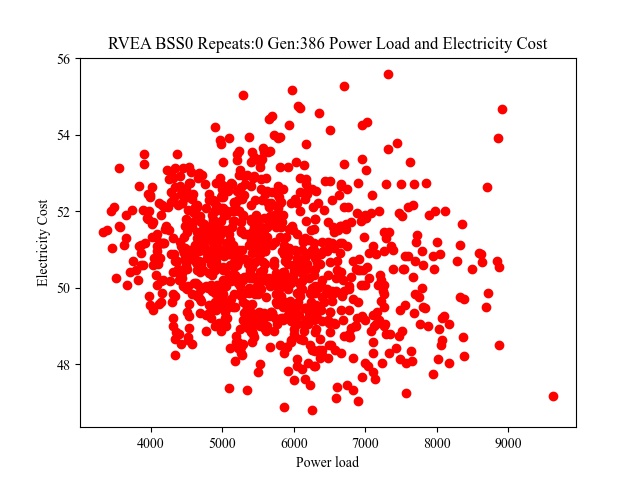 RVEA BSS0 Repeats:0 Gen:386 Power Load and Electricity Cost
56
54
52
50
48
Electricity Cost
4000 5000 6000 7000 8000 9000
Power load